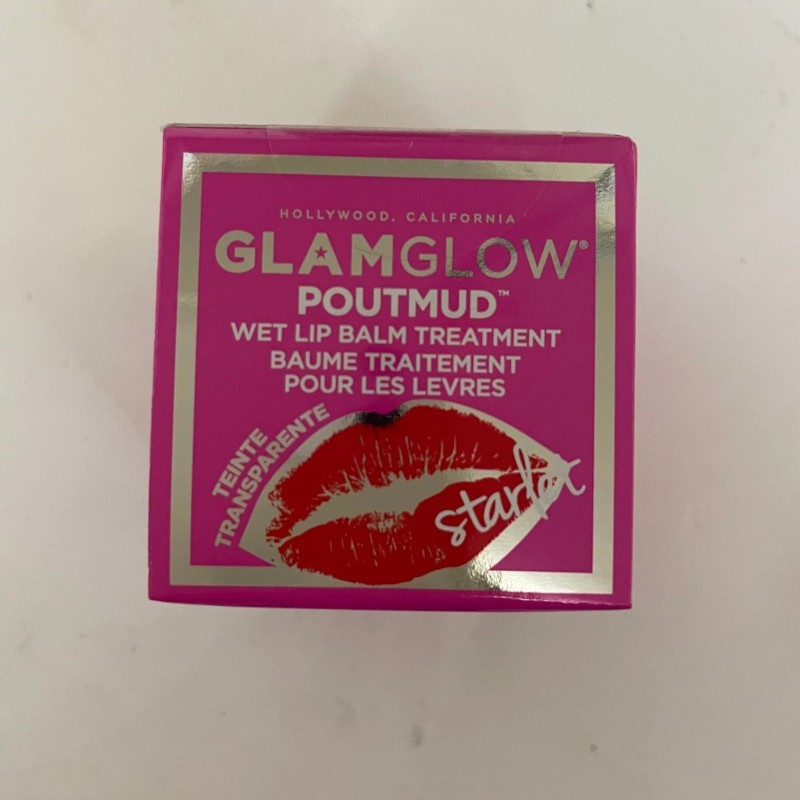 HOLLYWOOD, CALIFORNIA
GLAMGLOW®
POUTMUD™
WET LIP BALM TREATMENT
BAUME TRAITEMENT
POUR LES LEVRES
TEINTE
TRANSPARENTE
starlet